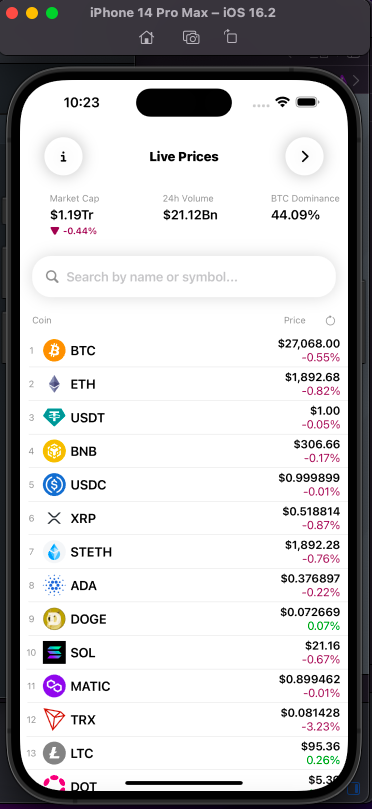 iPhone 14 Pro Max – iOS 16.2
10:23
i
Live Prices
Market Cap 24h Volume BTC Dominance
$1.19Tr $21.12Bn 44.09%
-0.44%
Search by name or symbol...
Coin Price
1 BTC $27,068.00
-0.55%
2 ETH $1,892.68
-0.82%
3 USDT $1.00
-0.05%
4 BNB $306.66
-0.17%
5 USDC $0.999899
-0.01%
6 XRP $0.518814
-0.87%
7 STETH $1,892.28
-0.76%
8 ADA $0.376897
-0.22%
9 DOGE $0.072669
0.07%
10 SOL $21.16
-0.67%
11 MATIC $0.899462
-0.01%
12 TRX $0.081428
-3.23%
13 LTC $95.36
0.26%
DOT $5.36